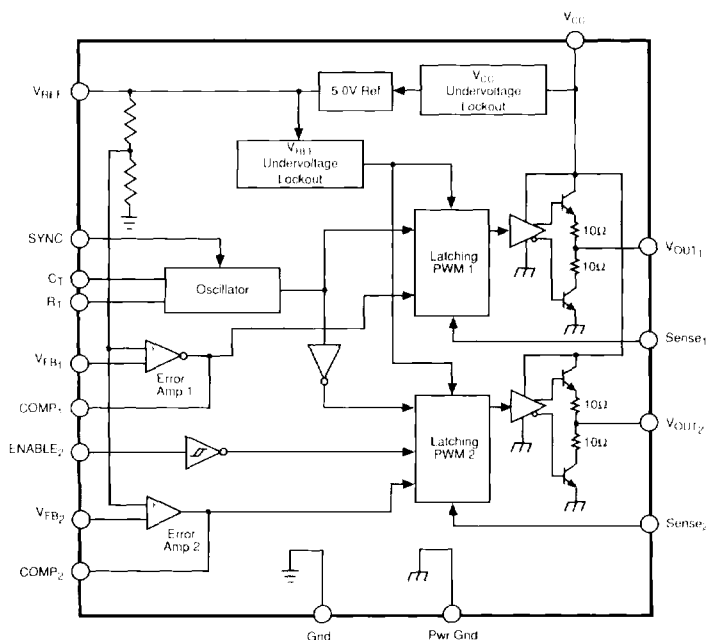 VCC
VREF
5.0V Ref
VCC
Undervoltage
Lockout
VREF
Undervoltage
Lockout
SYNC
CT
RT
Oscillator
Latching
PWM 1
10Ω
10Ω
VOUT1
Sense1
VFB1
Error
Amp 1
COMP1
ENABLE2
Latching
PWM 2
10Ω
10Ω
VOUT2
VFB2
Error
Amp 2
Sense2
COMP2
Gnd
Pwr Gnd